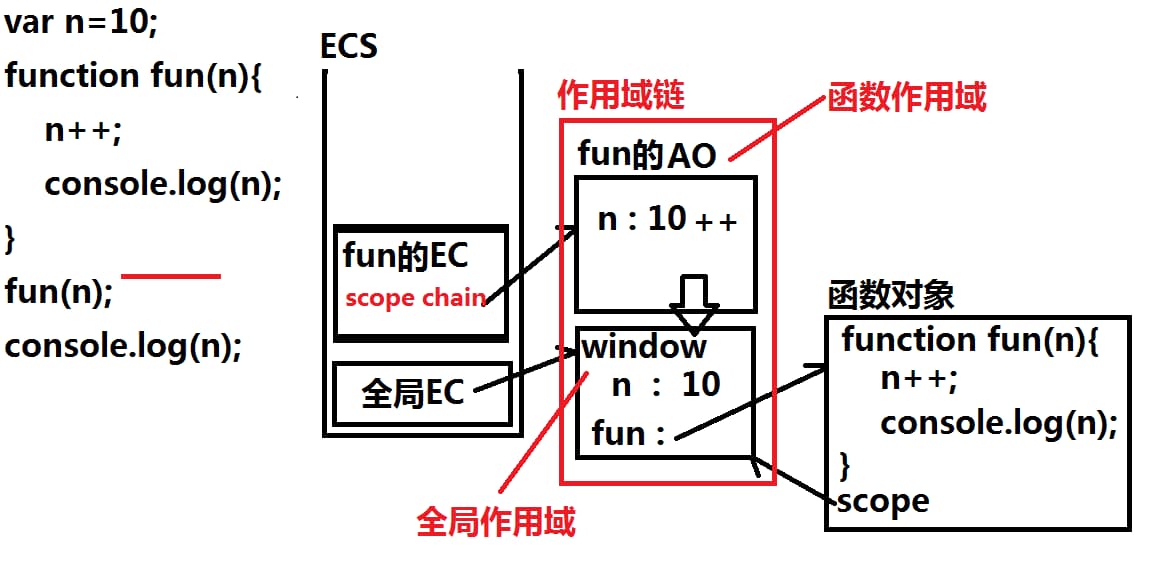 var n=10;
function fun(n){
n++;
console.log(n);
}
fun(n);
console.log(n);
ECS
fun的EC
scope chain
全局EC
作用域链
函数作用域
fun的AO
n : 10 ++
window
n : 10
fun :
全局作用域
函数对象
function fun(n){
n++;
console.log(n);
}
scope